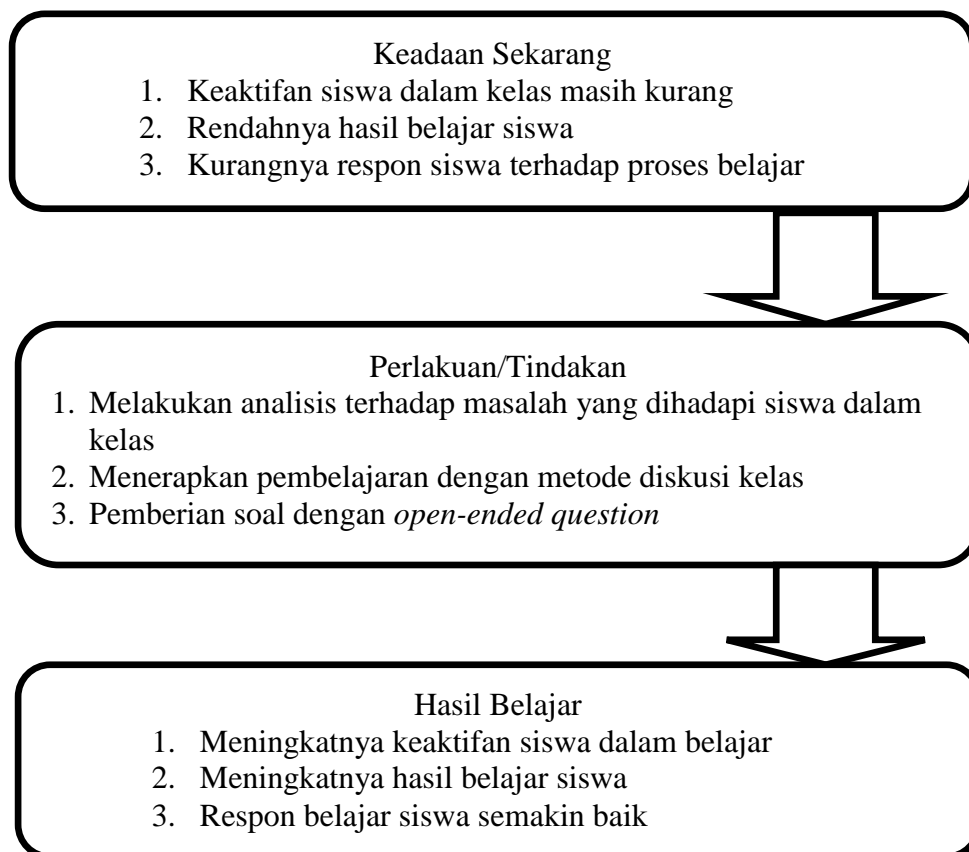 Keadaan Sekarang
1. Keaktifan siswa dalam kelas masih kurang
2. Rendahnya hasil belajar siswa
3. Kurangnya respon siswa terhadap proses belajar
Perlakuan/Tindakan
1. Melakukan analisis terhadap masalah yang dihadapi siswa dalam
kelas
2. Menerapkan pembelajaran dengan metode diskusi kelas
3. Pemberian soal dengan open-ended question
Hasil Belajar
1. Meningkatnya keaktifan siswa dalam belajar
2. Meningkatnya hasil belajar siswa
3. Respon belajar siswa semakin baik